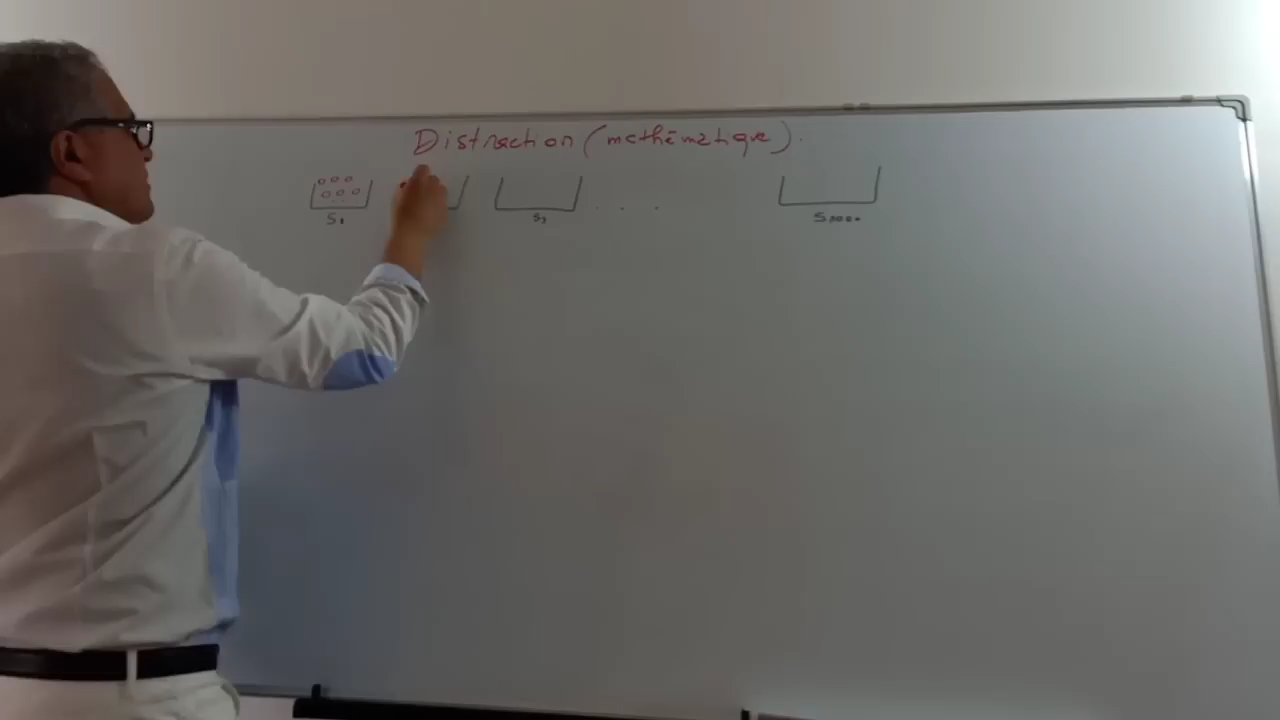 Distraction (mathématique).
S1 S3 . . . S1000